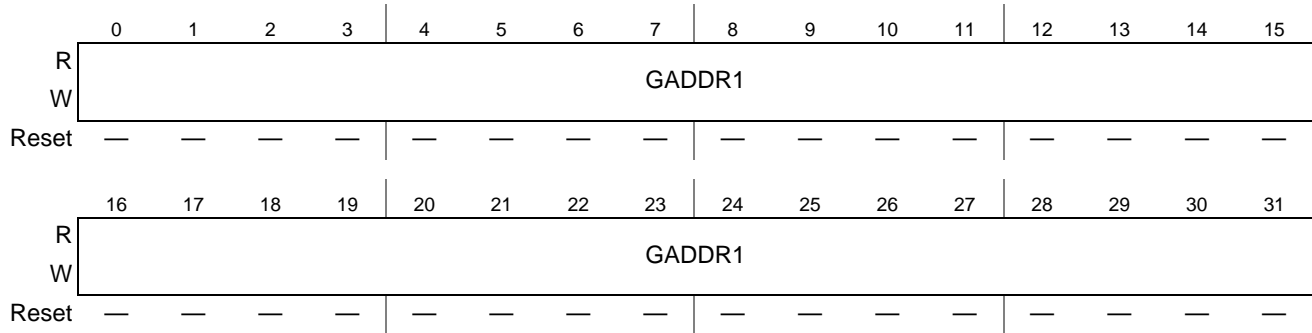 0 1 2 3 4 5 6 7 8 9 10 11 12 13 14 15
R
GADDR1
W
Reset — — — — — — — — — — — — — — — —
16 17 18 19 20 21 22 23 24 25 26 27 28 29 30 31
R
GADDR1
W
Reset — — — — — — — — — — — — — — — —